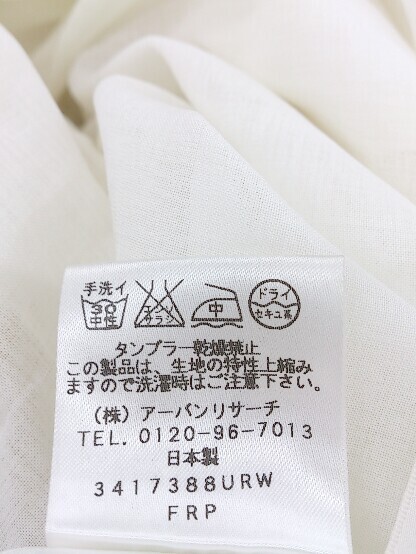 手洗イ
30
中性
エンソ
サラシ
中
ドライ
セキユ系
タンブラー乾燥禁止
この製品は、生地の特性上縮み
ますので洗濯時はご注意下さい。
(株) アーバンリサーチ
TEL. 0120-96-7013
日本製
3417388URW
FRP